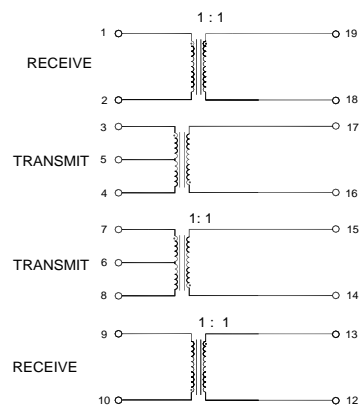 1 : 1
1 19
RECEIVE
2 18
3 17
TRANSMIT 5
4 16
1: 1
7 15
TRANSMIT 6
8 14
1 : 1
9 13
RECEIVE
10 12